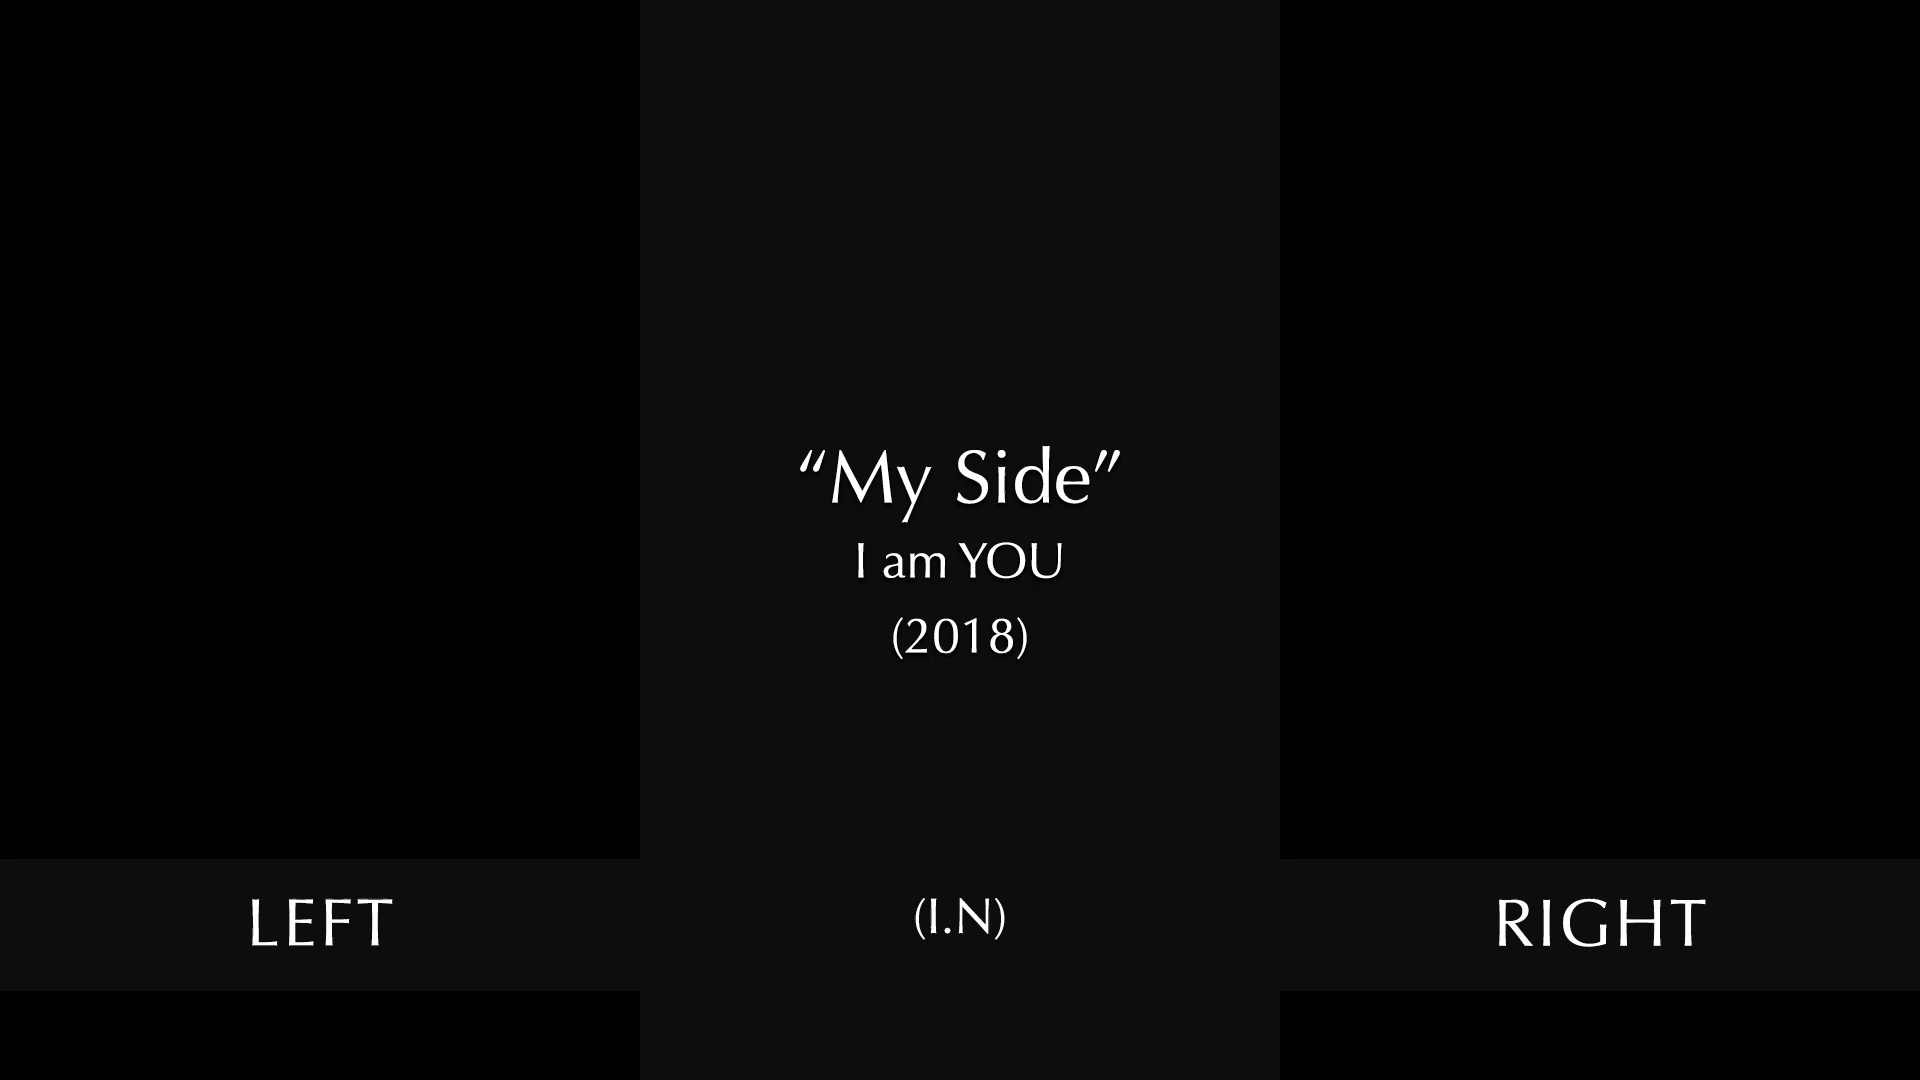 “My Side”
I am YOU
(2018)
LEFT
(I.N)
RIGHT